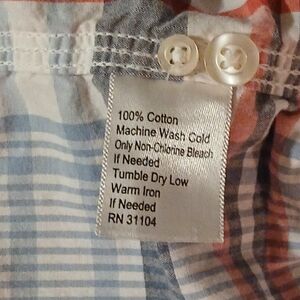 100% Cotton
Machine Wash Cold
Only Non-Chlorine Bleach
If Needed
Tumble Dry Low
Warm Iron
If Needed
RN 31104